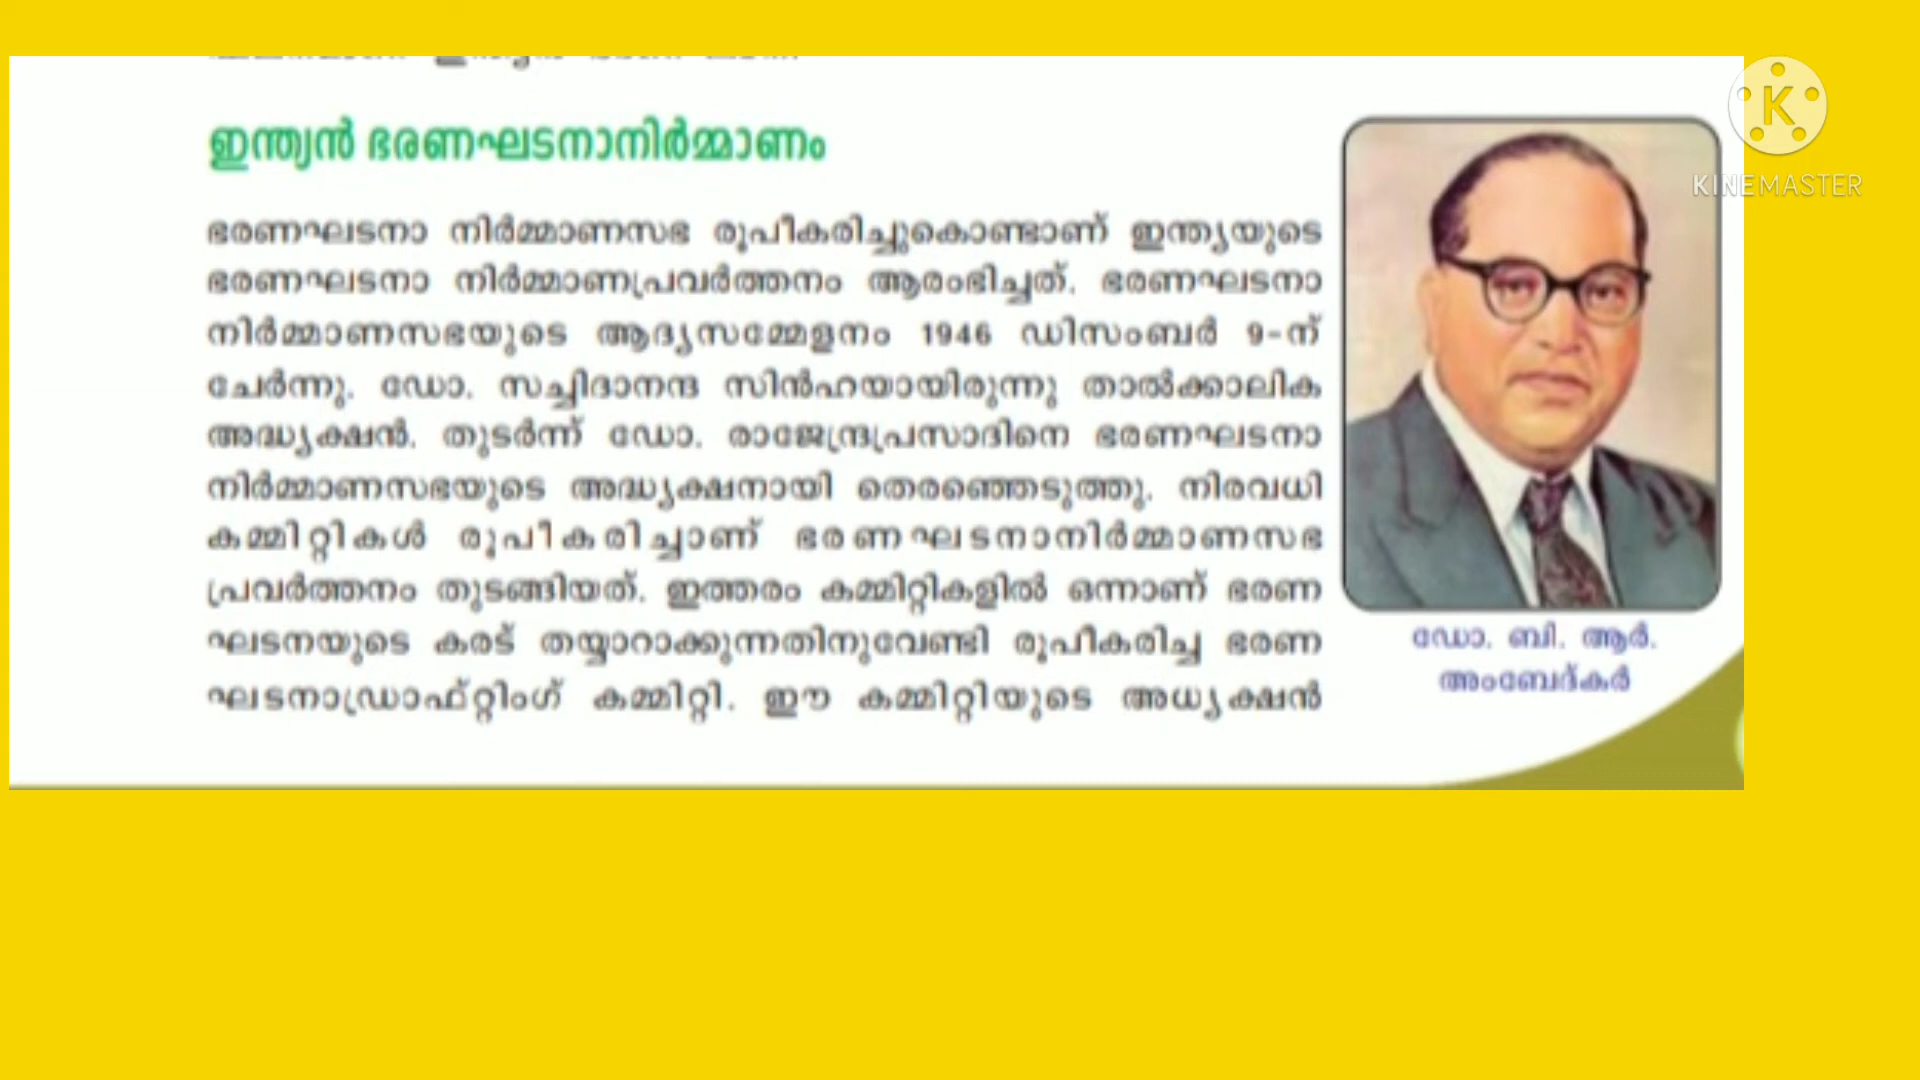 ഇന്ത്യൻ ഭരണഘടനാനിർമ്മാണം
ഭരണഘടനാ നിർമ്മാണസഭ രൂപീകരിച്ചുകൊണ്ടാണ് ഇന്ത്യയുടെ
ഭരണഘടനാ നിർമ്മാണപ്രവർത്തനം ആരംഭിച്ചത്. ഭരണഘടനാ
നിർമ്മാണസഭയുടെ ആദ്യസമ്മേളനം 1946 ഡിസംബർ 9-ന്
ചേർന്നു. ഡോ. സച്ചിദാനന്ദ സിൻഹയായിരുന്നു താൽക്കാലിക
അദ്ധ്യക്ഷൻ. തുടർന്ന് ഡോ. രാജേന്ദ്രപ്രസാദിനെ ഭരണഘടനാ
നിർമ്മാണസഭയുടെ അദ്ധ്യക്ഷനായി തെരഞ്ഞെടുത്തു. നിരവധി
കമ്മിറ്റികൾ രൂപീകരിച്ചാണ് ഭരണഘടനാനിർമ്മാണസഭ
പ്രവർത്തനം തുടങ്ങിയത്. ഇത്തരം കമ്മിറ്റികളിൽ ഒന്നാണ് ഭരണ
ഘടനയുടെ കരട് തയ്യാറാക്കുന്നതിനുവേണ്ടി രൂപീകരിച്ച ഭരണ
ഘടനാഡ്രാഫ്റ്റിംഗ് കമ്മിറ്റി. ഈ കമ്മിറ്റിയുടെ അധ്യക്ഷൻ
ഡോ. ബി. ആർ.
അംബേദ്കർ
K
KINEMASTER